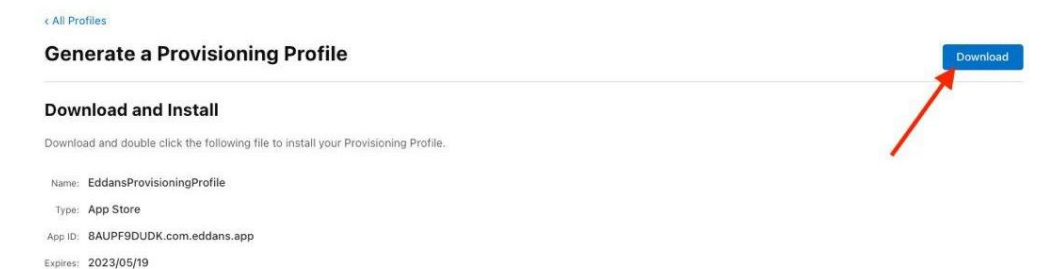 ‹ All Profiles
Generate a Provisioning Profile
Download
Download and Install
Download and double click the following file to install your Provisioning Profile.
Name: EddansProvisioningProfile
Type: App Store
App ID: 8AUPF9DUDK.com.eddans.app
Expires: 2023/05/19